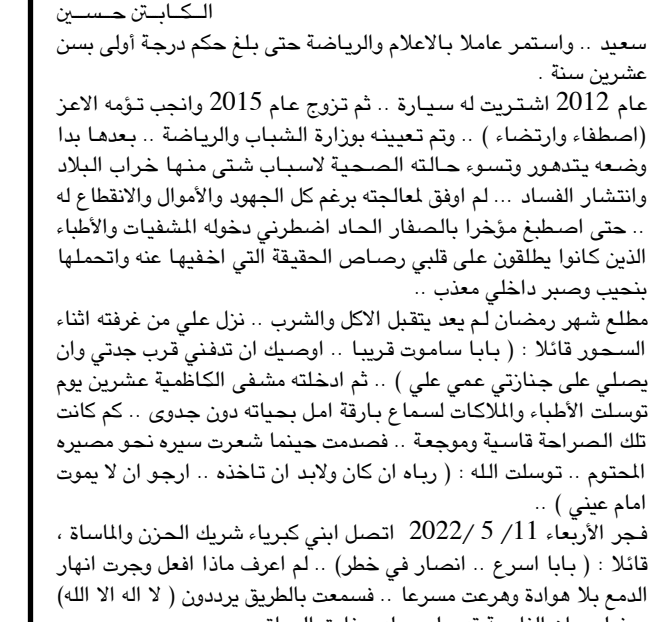 الـكـابـتن حـسـين
سعيد .. واستمر عاملا بالاعلام والرياضة حتى بلغ حكم درجة أولى بسن
عشرين سنة .
عام 2012 اشتريت له سيارة .. ثم تزوج عام 2015 وانجب تؤمه الاعز
(اصطفاء وارتضاء ) .. وتم تعيينه بوزارة الشباب والرياضة .. بعدها بدا
وضعه يتدهور وتسوء حالته الصحية لاسباب شتى منها خراب البلاد
وانتشار الفساد ... لم اوفق لمعالجته برغم كل الجهود والأموال والانقطاع له
.. حتى اصطبغ مؤخرا بالصفار الحاد اضطرني دخوله المشفيات والأطباء
الذين كانوا يطلقون على قلبي رصاص الحقيقة التي اخفيها عنه واتحملها
بنحيب وصبر داخلي معذب ..
مطلع شهر رمضان لم يعد يتقبل الاكل والشرب .. نزل علي من غرفته اثناء
السحور قائلا : ( بابا ساموت قريبا .. اوصيك ان تدفني قرب جدتي وان
يصلي على جنازتي عمي علي ) .. ثم ادخلته مشفى الكاظمية عشرين يوم
توسلت الأطباء والملاكات لسماع بارقة امل بحياته دون جدوى .. كم كانت
تلك الصراحة قاسية وموجعة .. فصدمت حينما شعرت سيره نحو مصيره
المحتوم .. توسلت الله : ( رباه ان كان ولابد ان تاخذه .. ارجو ان لا يموت
امام عيني ) ..
فجر الأربعاء 11/ 5 /2022 اتصل ابني كبرياء شريك الحزن والماساة ،
قائلا : ( بابا اسرع .. انصار في خطر) .. لم اعرف ماذا افعل وجرت انهار
الدمع بلا هوادة وهرعت مسرعا .. فسمعت بالطريق يرددون ( لا اله الا الله)